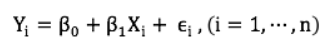 Yᵢ = β₀ + β₁Xᵢ + ϵᵢ , (i = 1, ⋯, n)